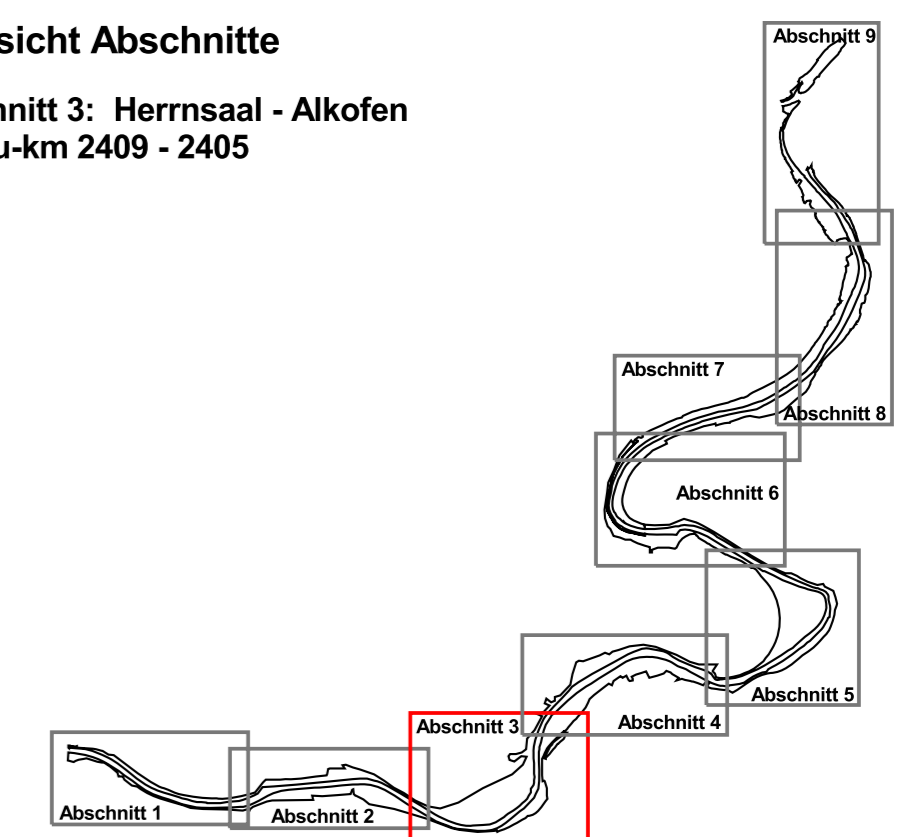 sicht Abschnitte
nitt 3: Herrnsaal - Alkofen
u-km 2409 - 2405
Abschnitt 9
Abschnitt 8
Abschnitt 7
Abschnitt 6
Abschnitt 5
Abschnitt 4
Abschnitt 3
Abschnitt 2
Abschnitt 1